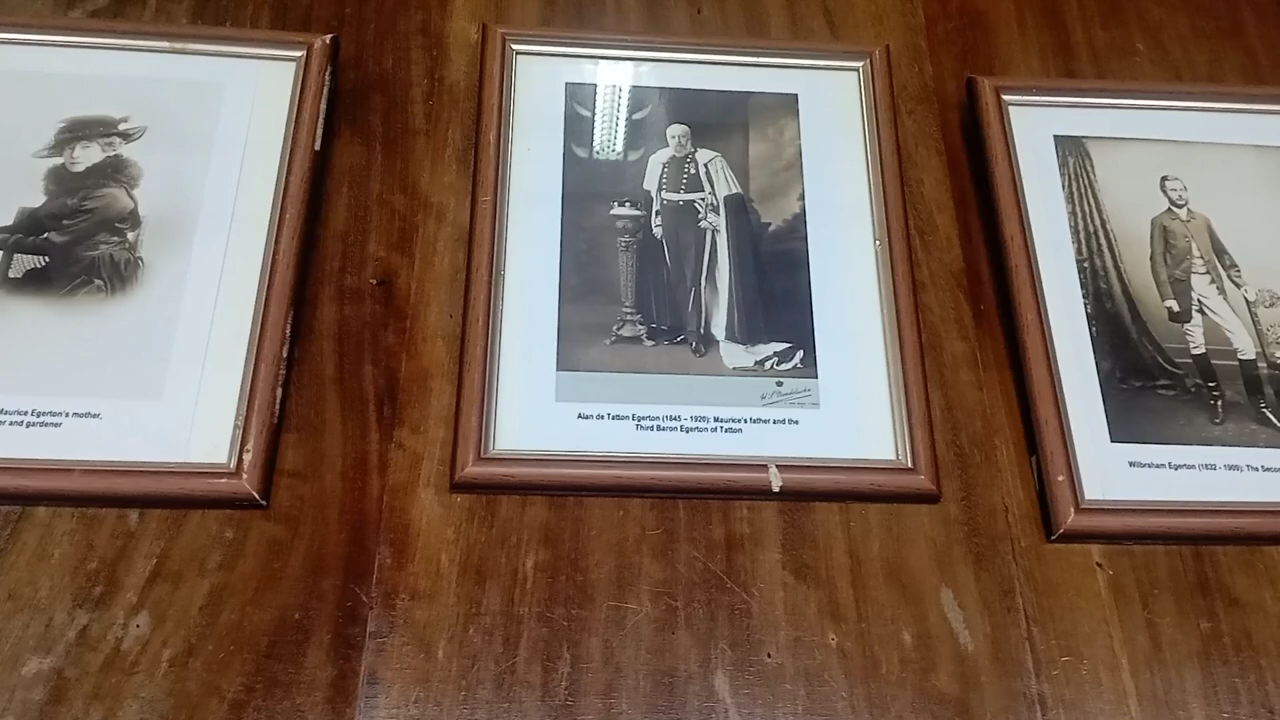 Maurice Egerton's mother,
er and gardener
Alan de Tatton Egerton (1845 – 1920): Maurice's father and the
Third Baron Egerton of Tatton
Wilbraham Egerton (1832 - 1909): The Seco